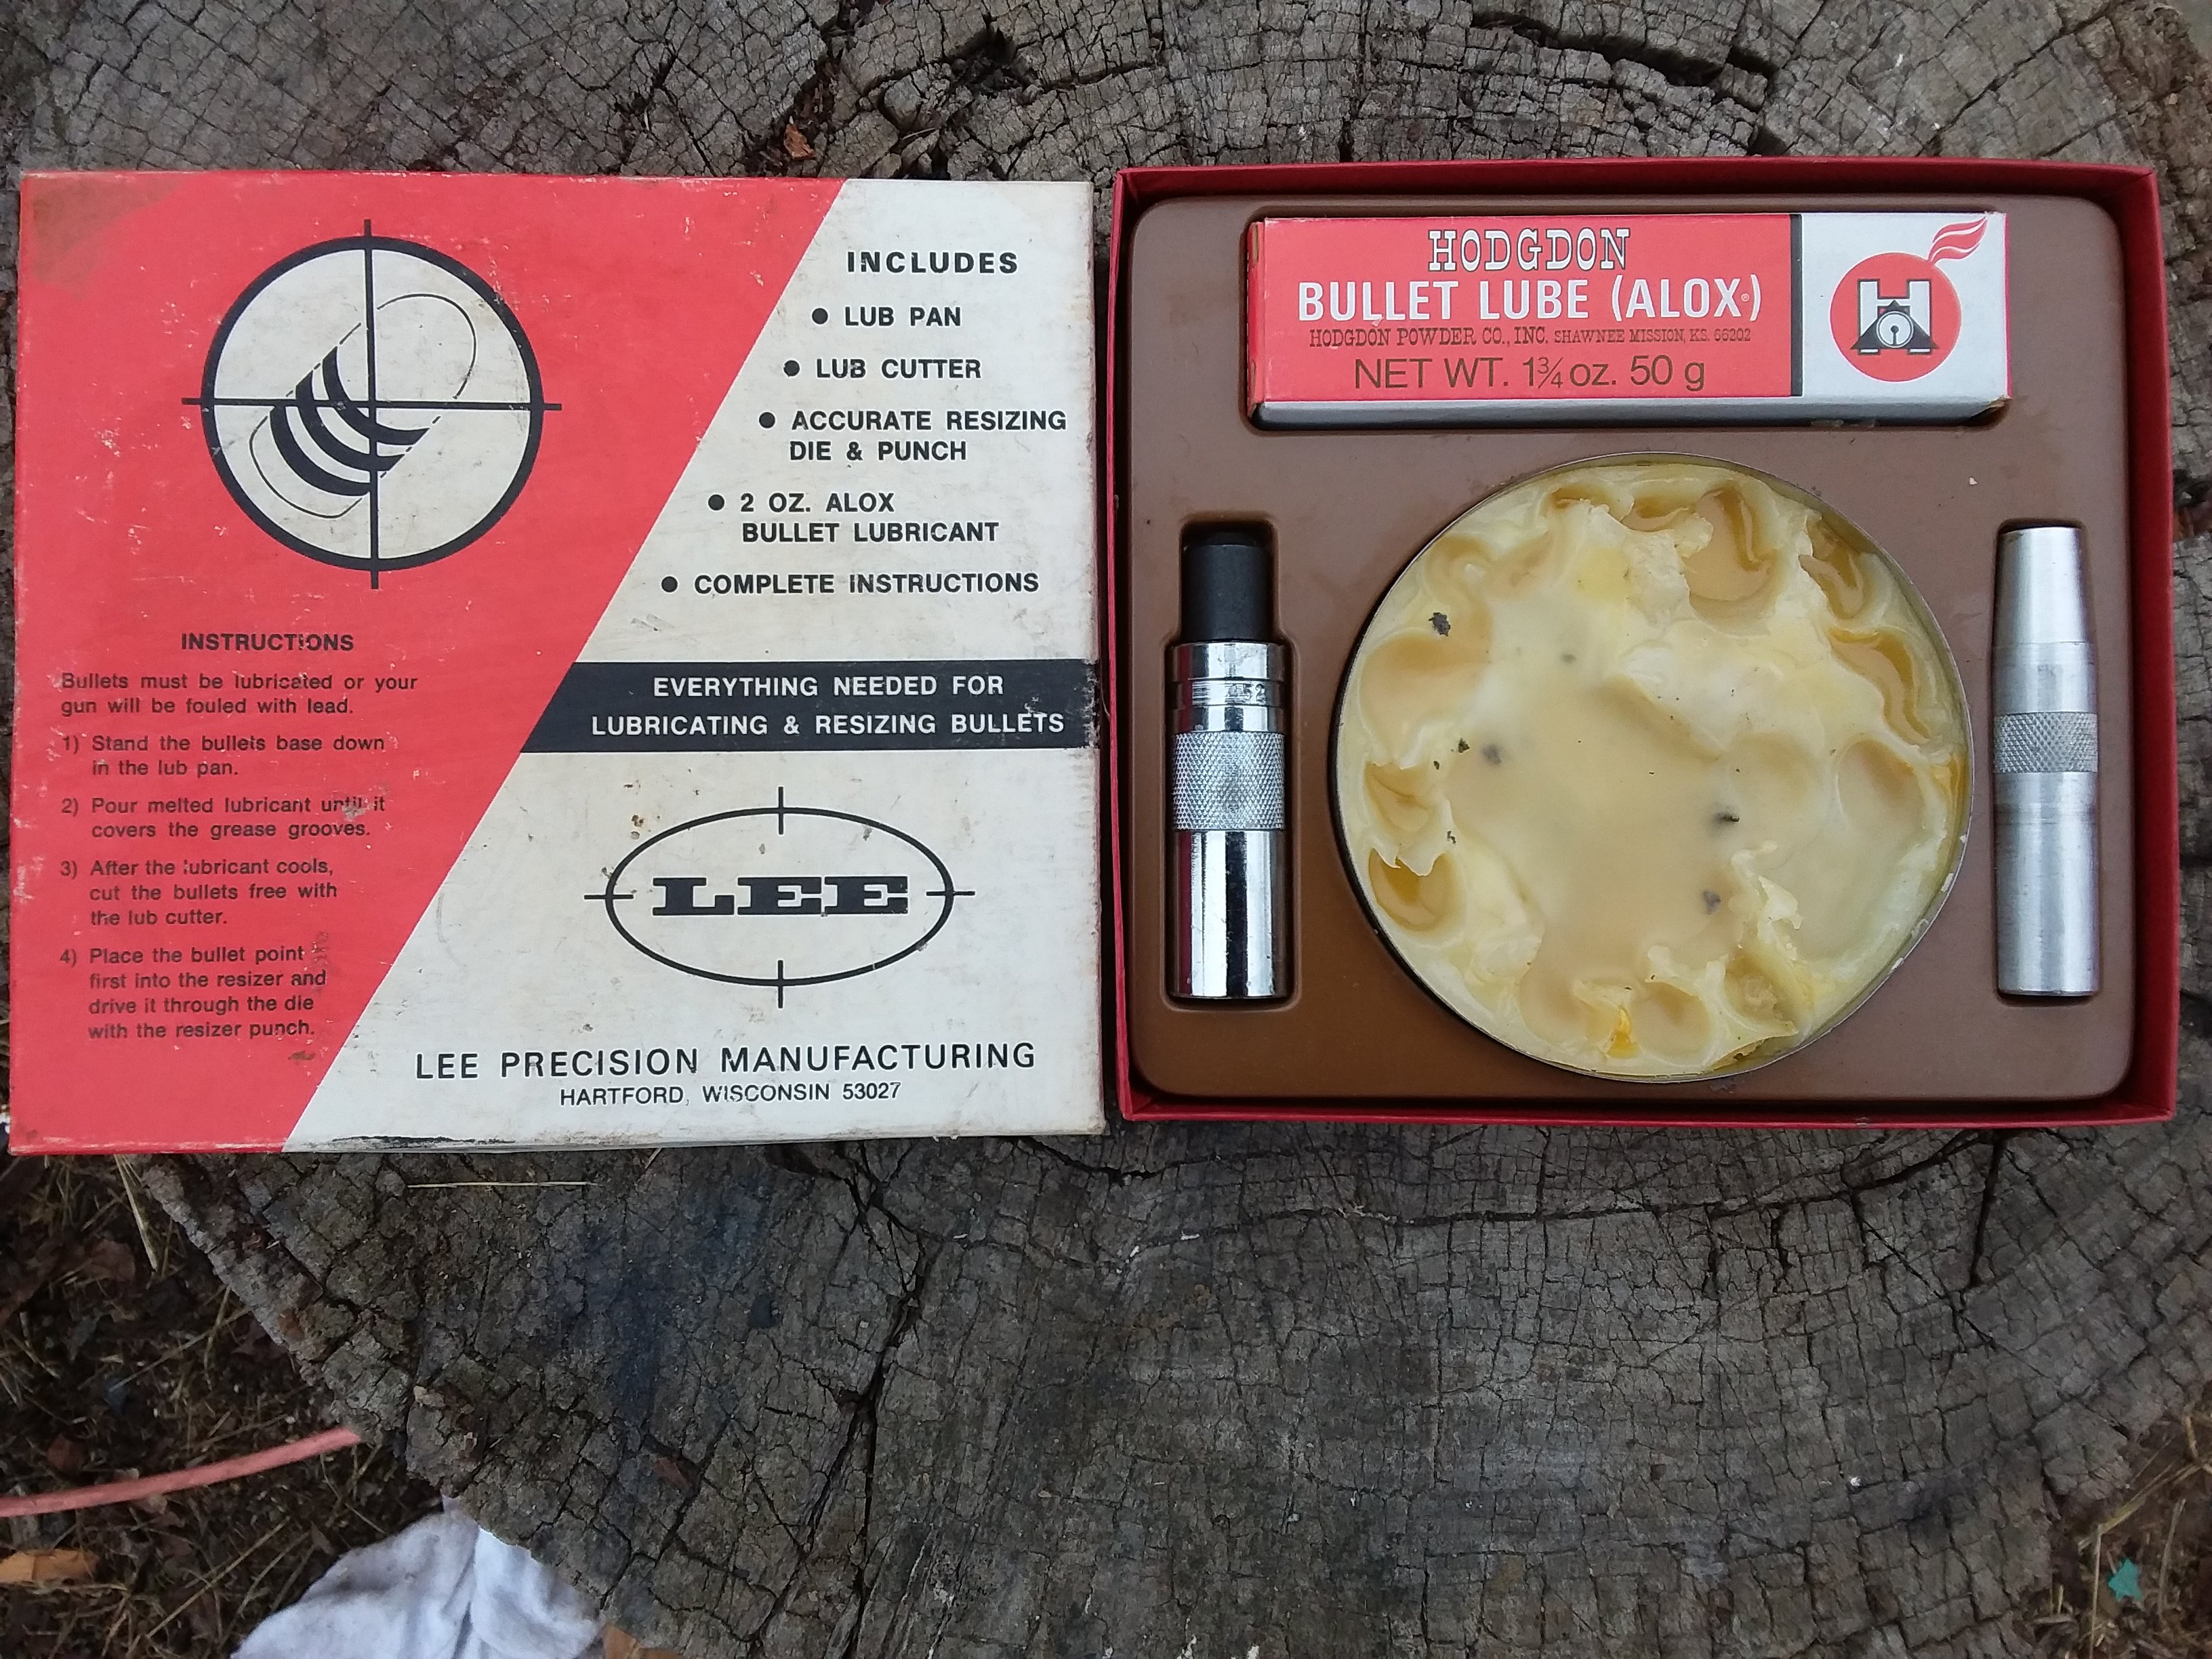 INCLUDES
● LUB PAN
● LUB CUTTER
● ACCURATE RESIZING
DIE & PUNCH
● 2 OZ. ALOX
BULLET LUBRICANT
● COMPLETE INSTRUCTIONS
EVERYTHING NEEDED FOR
LUBRICATING & RESIZING BULLETS
INSTRUCTIONS
Bullets must be lubricated or your
gun will be fouled with lead.
1) Stand the bullets base down
in the lub pan.
2) Pour melted lubricant until it
covers the grease grooves.
3) After the lubricant cools,
cut the bullets free with
the lub cutter.
4) Place the bullet point
first into the resizer and
drive it through the die
with the resizer punch.
LEE
LEE PRECISION MANUFACTURING
HARTFORD, WISCONSIN 53027
HODGDON
BULLET LUBE (ALOX®)
HODGDON POWDER CO., INC. SHAWNEE MISSION, KS. 66202
NET WT. 1¾ oz. 50 g
H